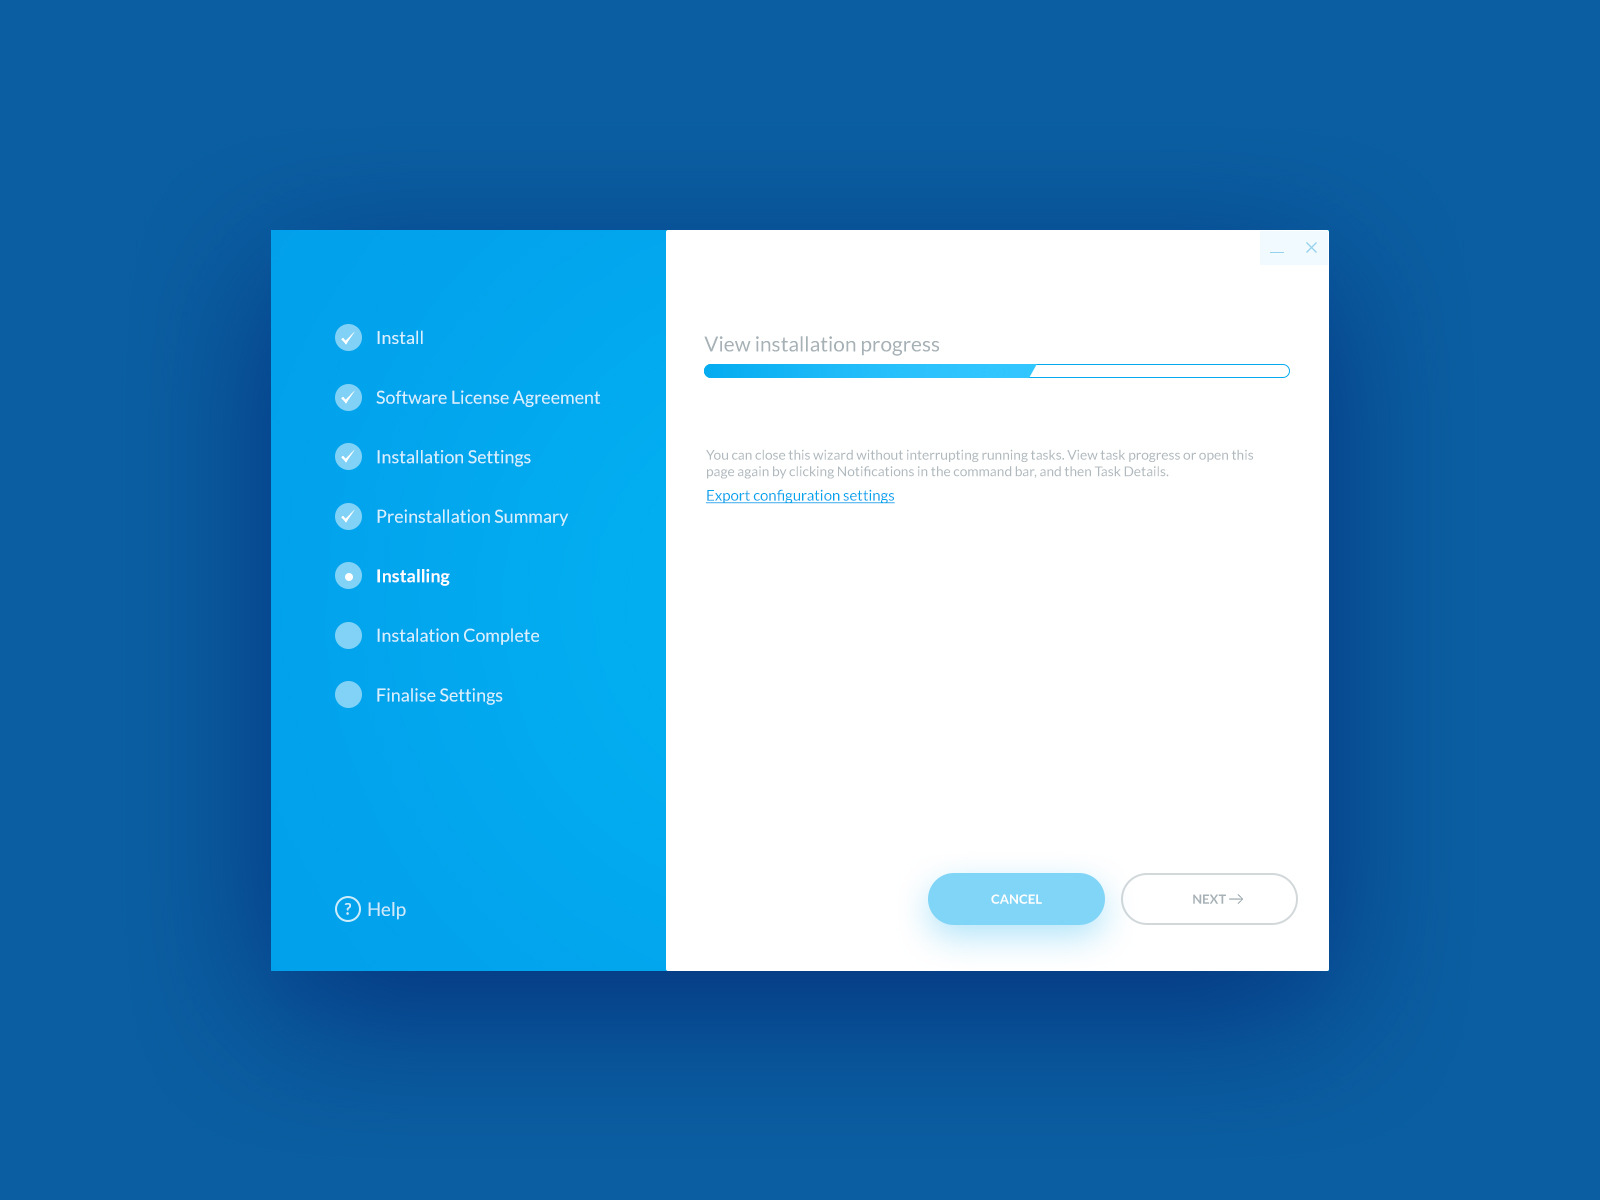 Install
Software License Agreement
Installation Settings
Preinstallation Summary
Installing
Instalation Complete
Finalise Settings
? Help
View installation progress
You can close this wizard without interrupting running tasks. View task progress or open this
page again by clicking Notifications in the command bar, and then Task Details.
Export configuration settings
CANCEL
NEXT